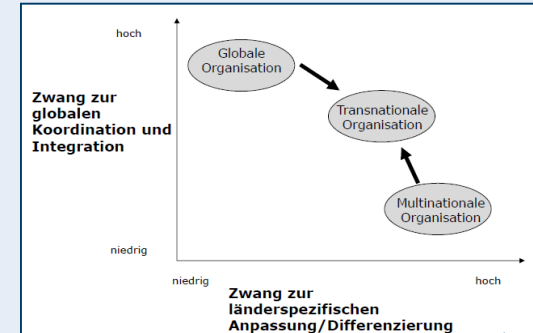 hoch
Globale
Organisation
Zwang zur
globalen
Koordination und
Integration
Transnationale
Organisation
Multinationale
Organisation
niedrig
niedrig
hoch
Zwang zur
länderspezifischen
Anpassung/Differenzierung